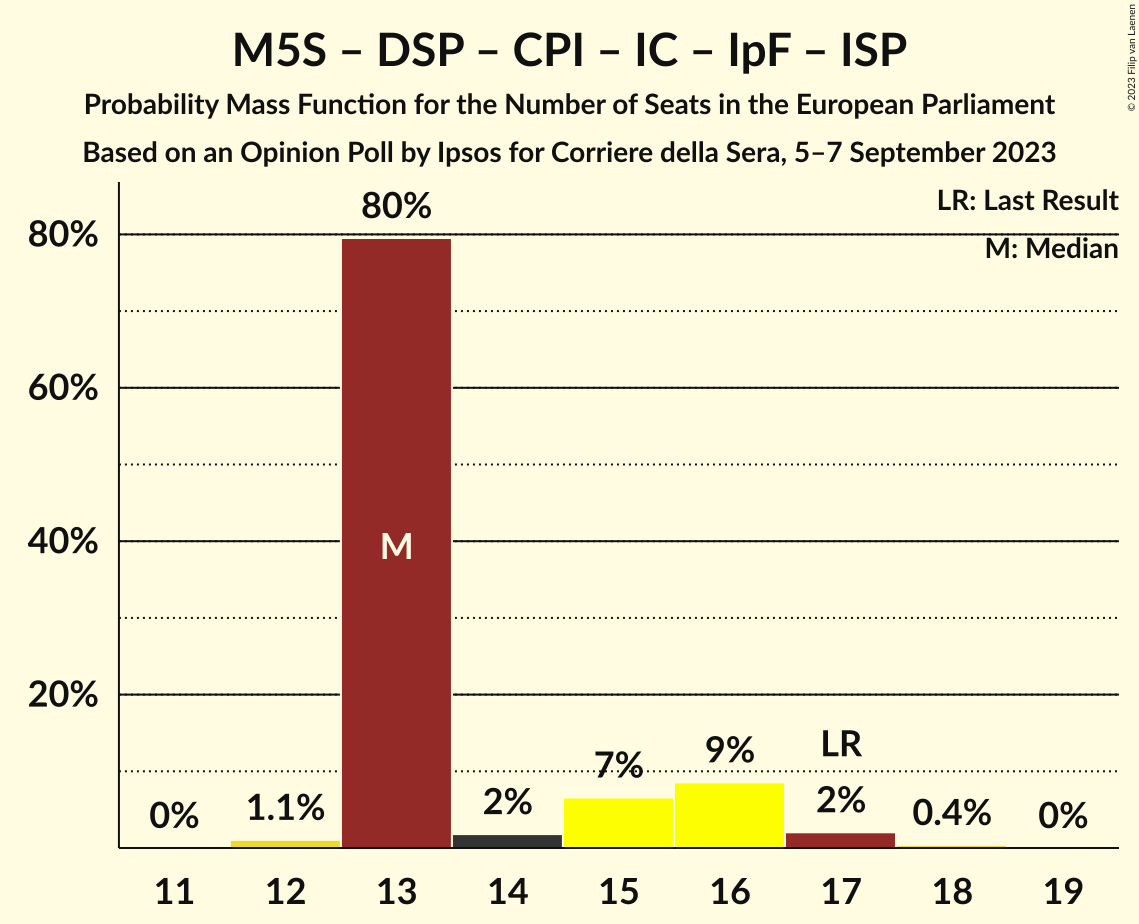 M5S – DSP – CPI – IC – IpF – ISP
Probability Mass Function for the Number of Seats in the European Parliament
Based on an Opinion Poll by Ipsos for Corriere della Sera, 5–7 September 2023
© 2023 Filip van Laenen
LR: Last Result
M: Median
80%
60%
40%
20%
0%
1.1%
80%
M
2%
7%
9%
LR
2%
0.4%
0%
11 12 13 14 15 16 17 18 19